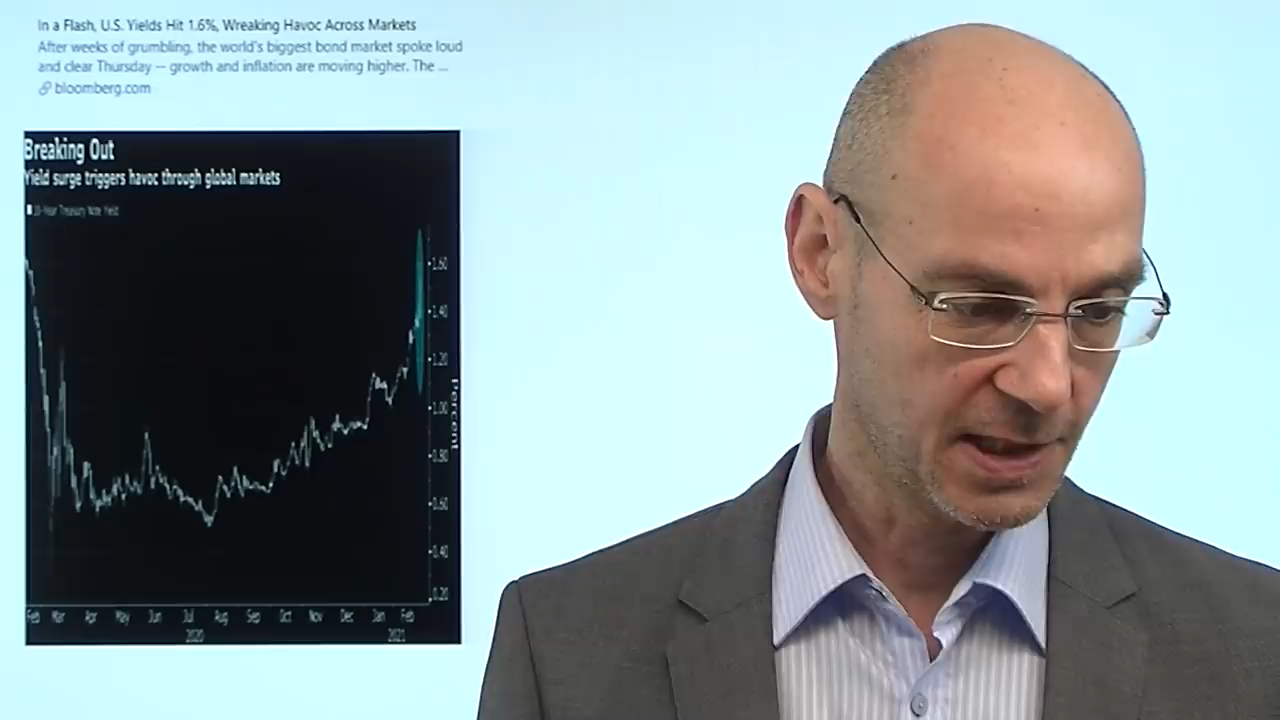 In a Flash, U.S. Yields Hit 1.6%, Wreaking Havoc Across Markets
After weeks of grumbling, the world's biggest bond market spoke loud
and clear Thursday -- growth and inflation are moving higher. The ...
bloomberg.com
Breaking Out
Yield surge triggers havoc through global markets
10-Year Treasury Note Yield
1.60
1.40
1.20
1.00
0.80
0.60
0.40
0.20
Percent
Feb Mar Apr May Jun Jul Aug Sep Oct Nov Dec Jan Feb
2020 2021